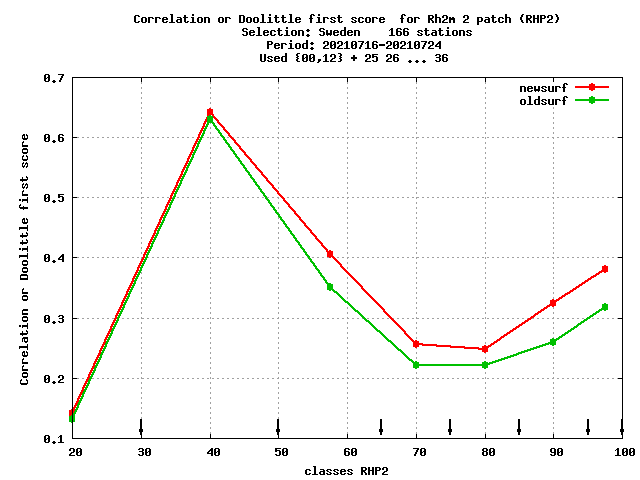 Correlation or Doolittle first score  for Rh2m 2 patch (RHP2)
Selection: Sweden    166 stations
Period: 20210716-20210724
Used {00,12} + 25 26 ... 36
newsurf
oldsurf
Correlation or Doolittle first score
0.7
0.6
0.5
0.4
0.3
0.2
0.1
20 30 40 50 60 70 80 90 100
classes RHP2